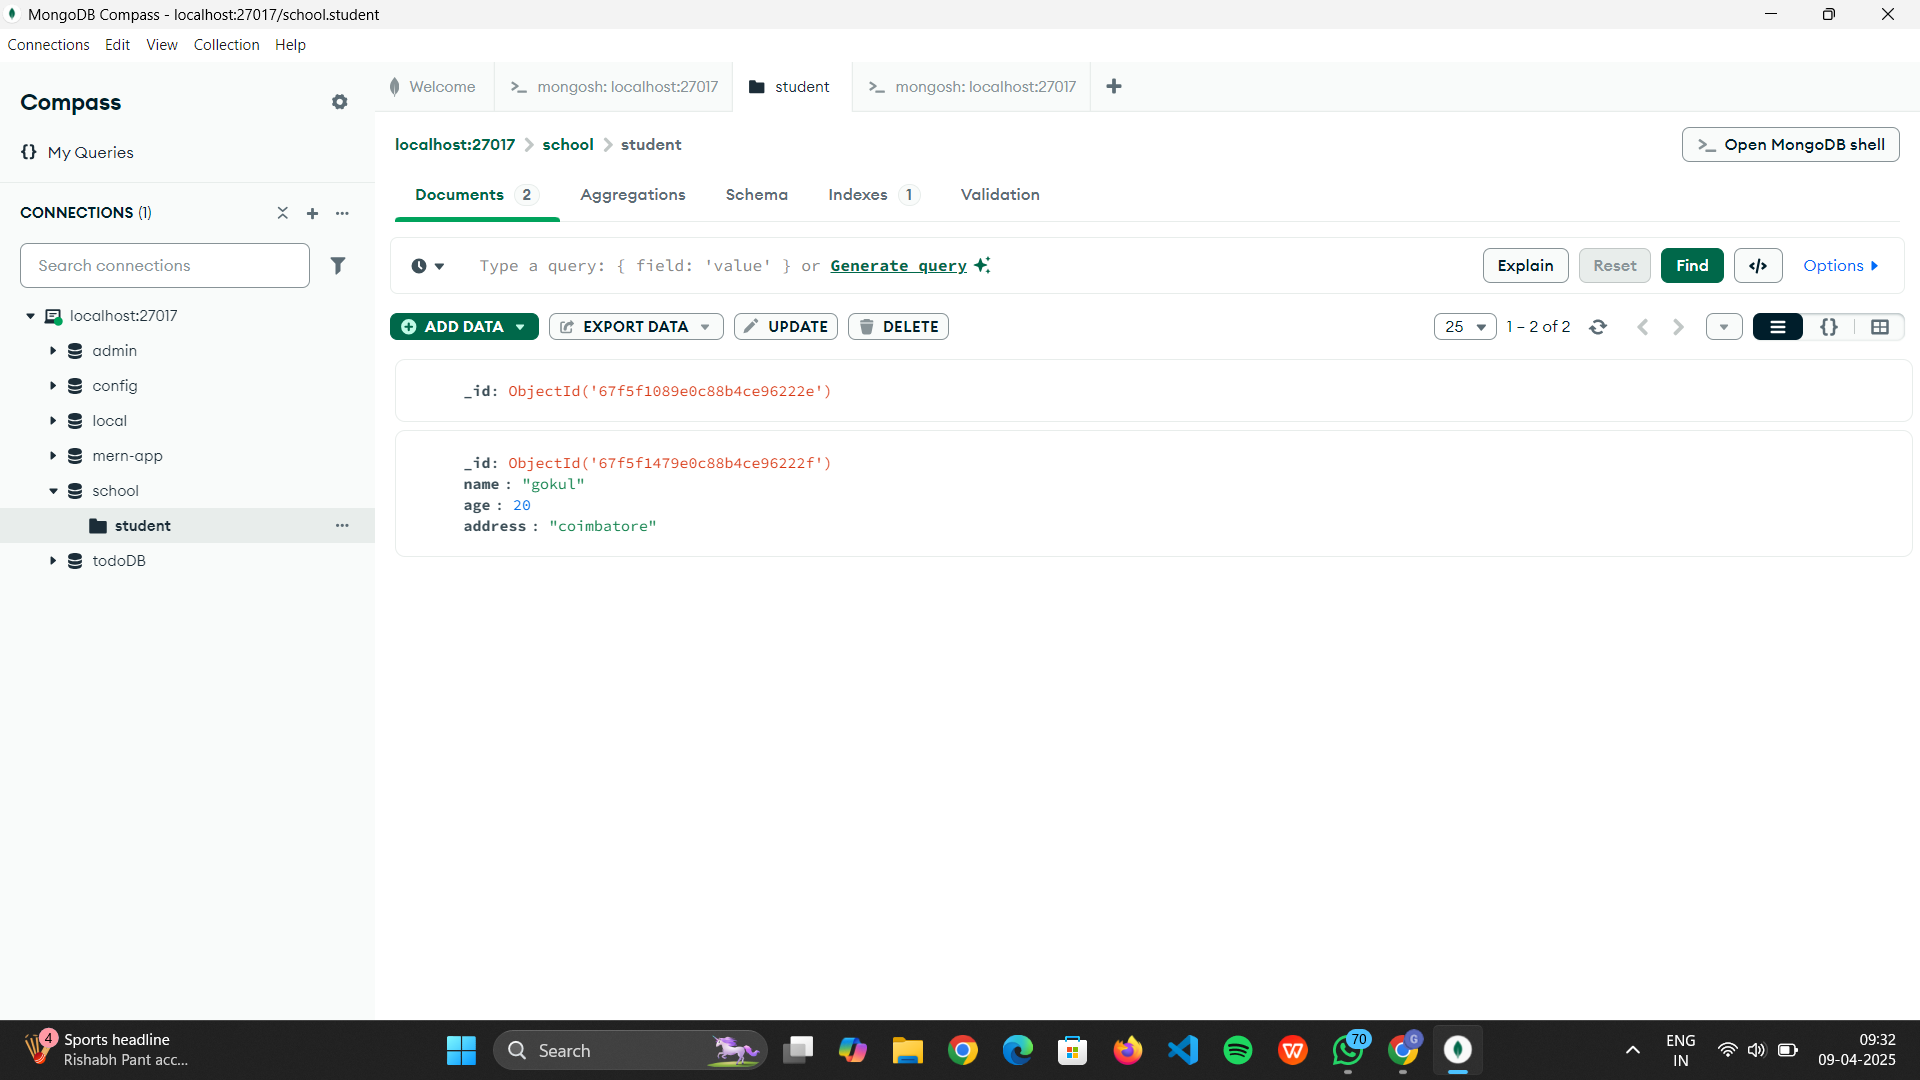 MongoDB Compass - localhost:27017/school.student
Connections Edit View Collection Help
Compass
My Queries
CONNECTIONS (1)
Search connections
localhost:27017
admin
config
local
mern-app
school
student
todoDB
Welcome
mongosh: localhost:27017
student
mongosh: localhost:27017
localhost:27017 school student
Open MongoDB shell
Documents 2 Aggregations Schema Indexes 1 Validation
Type a query: { field: 'value' } or Generate query
Explain Reset Find </> Options
ADD DATA EXPORT DATA UPDATE DELETE
25 1 – 2 of 2 {}
_id: ObjectId('67f5f1089e0c88b4ce96222e')
_id: ObjectId('67f5f1479e0c88b4ce96222f')
name : "gokul"
age : 20
address : "coimbatore"
4 Sports headline
Rishabh Pant acc...
Search
W
70
G
ENG
IN
09:32
09-04-2025